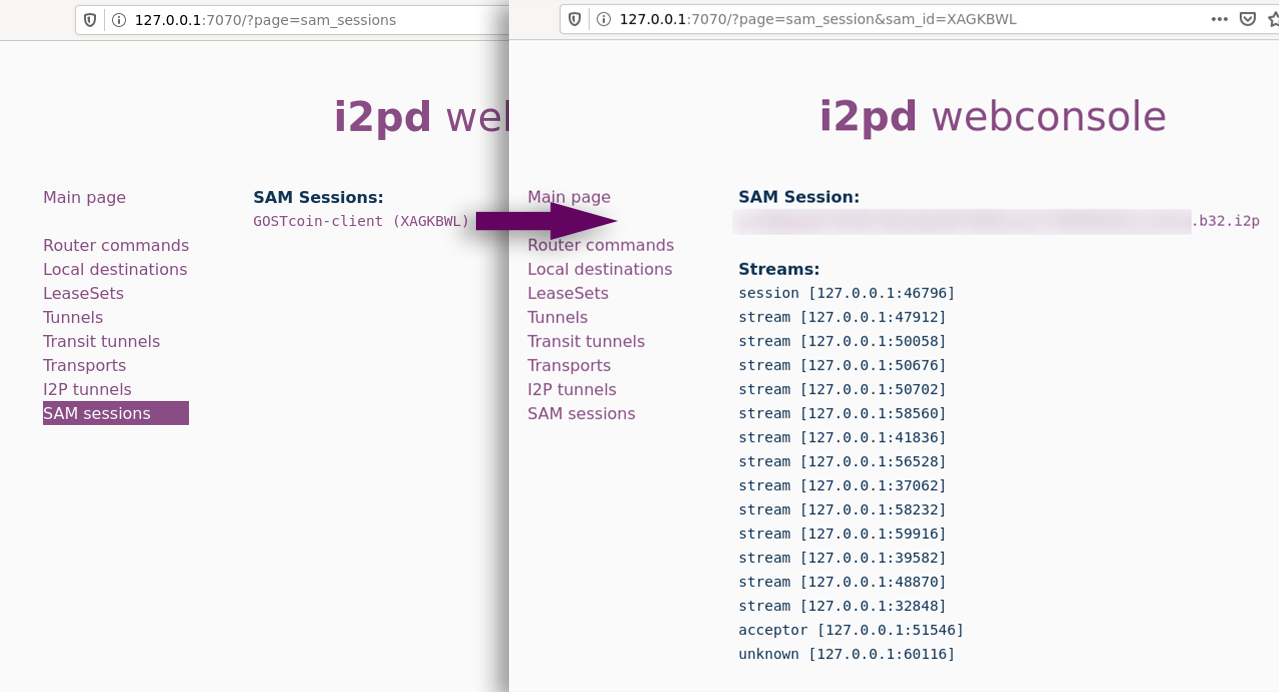 127.0.0.1:7070/?page=sam_sessions
i2pd we
Main page
Router commands
Local destinations
LeaseSets
Tunnels
Transit tunnels
Transports
I2P tunnels
SAM sessions
SAM Sessions:
GOSTcoin-client (XAGKBWL)
127.0.0.1:7070/?page=sam_session&sam_id=XAGKBWL
i2pd webconsole
Main page
Router commands
Local destinations
LeaseSets
Tunnels
Transit tunnels
Transports
I2P tunnels
SAM sessions
SAM Session:
.b32.i2p
Streams:
session [127.0.0.1:46796]
stream [127.0.0.1:47912]
stream [127.0.0.1:50058]
stream [127.0.0.1:50676]
stream [127.0.0.1:50702]
stream [127.0.0.1:58560]
stream [127.0.0.1:41836]
stream [127.0.0.1:56528]
stream [127.0.0.1:37062]
stream [127.0.0.1:58232]
stream [127.0.0.1:59916]
stream [127.0.0.1:39582]
stream [127.0.0.1:48870]
stream [127.0.0.1:32848]
acceptor [127.0.0.1:51546]
unknown [127.0.0.1:60116]